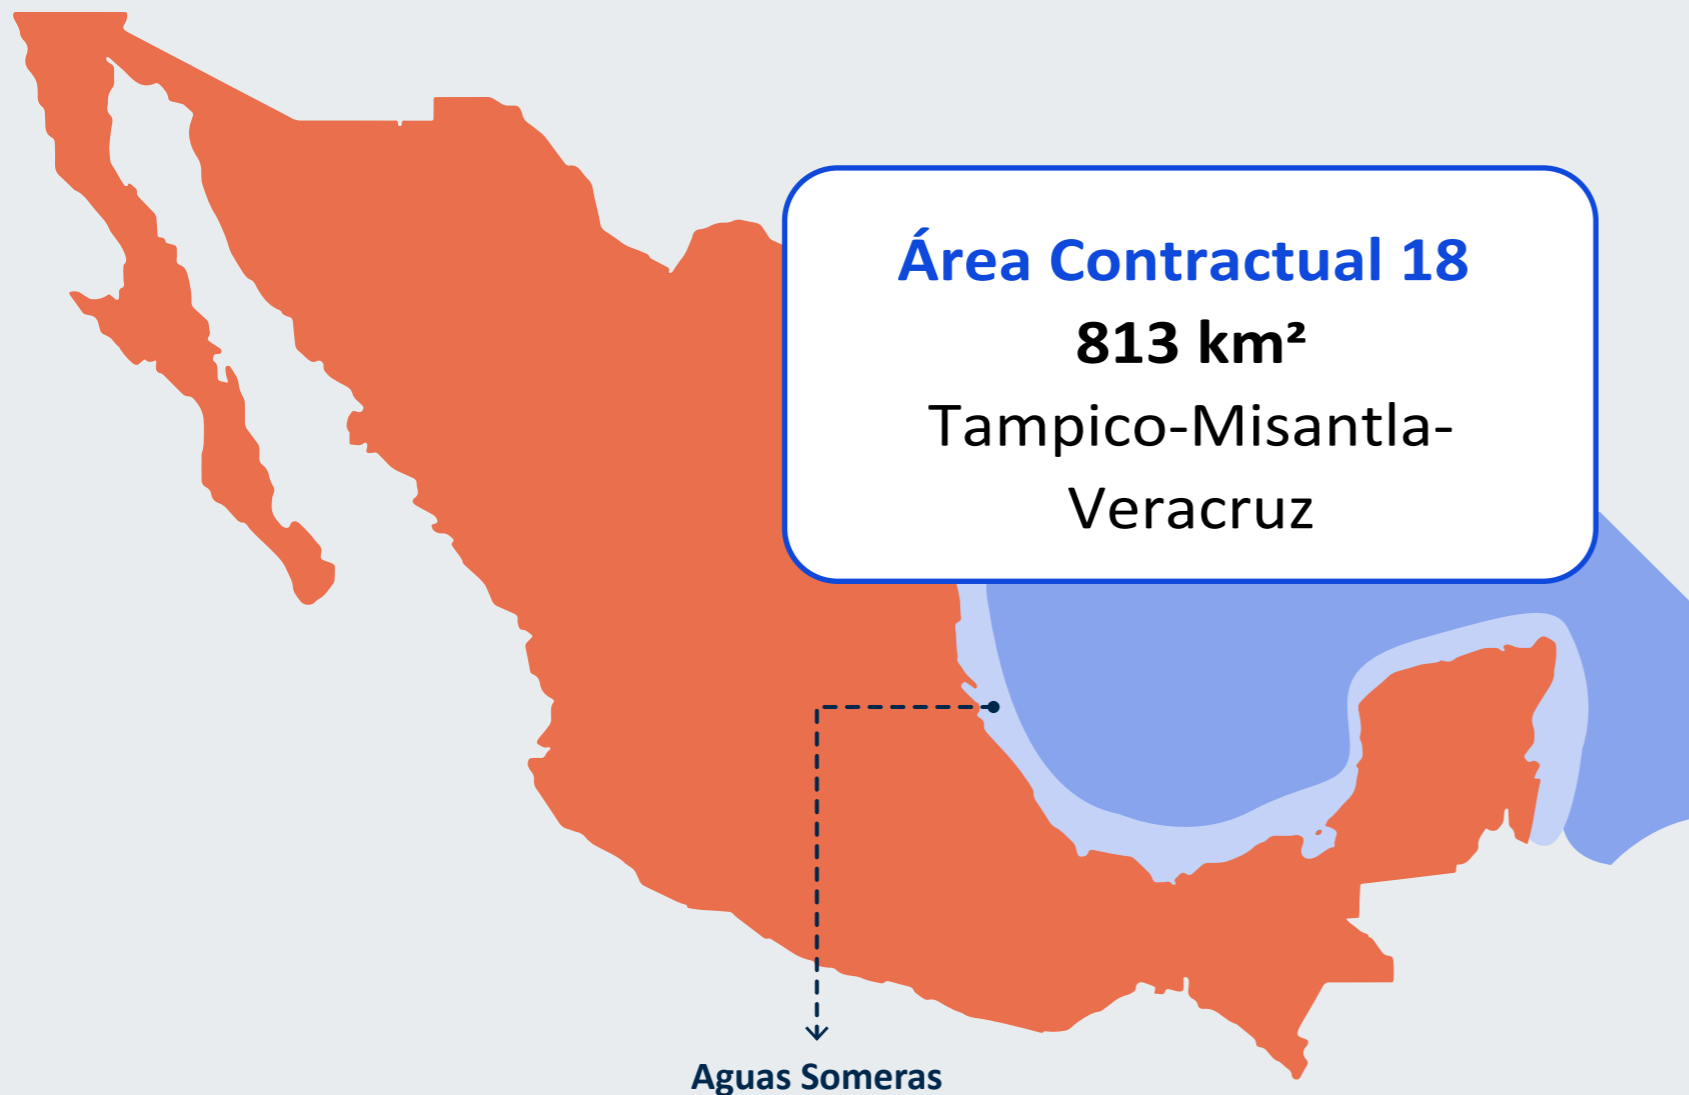 Área Contractual 18
813 km²
Tampico-Misantla-
Veracruz
Aguas Someras